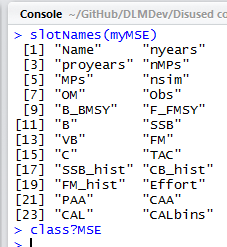 Console ~/GitHub/DLMDev/Disused co
> slotNames(myMSE)
[1] "Name" "nyears"
[3] "proyears" "nMPs"
[5] "MPs" "nsim"
[7] "OM" "Obs"
[9] "B_BMSY" "F_FMSY"
[11] "B" "SSB"
[13] "VB" "FM"
[15] "C" "TAC"
[17] "SSB_hist" "CB_hist"
[19] "FM_hist" "Effort"
[21] "PAA" "CAA"
[23] "CAL" "CALbins"
> class?MSE
>